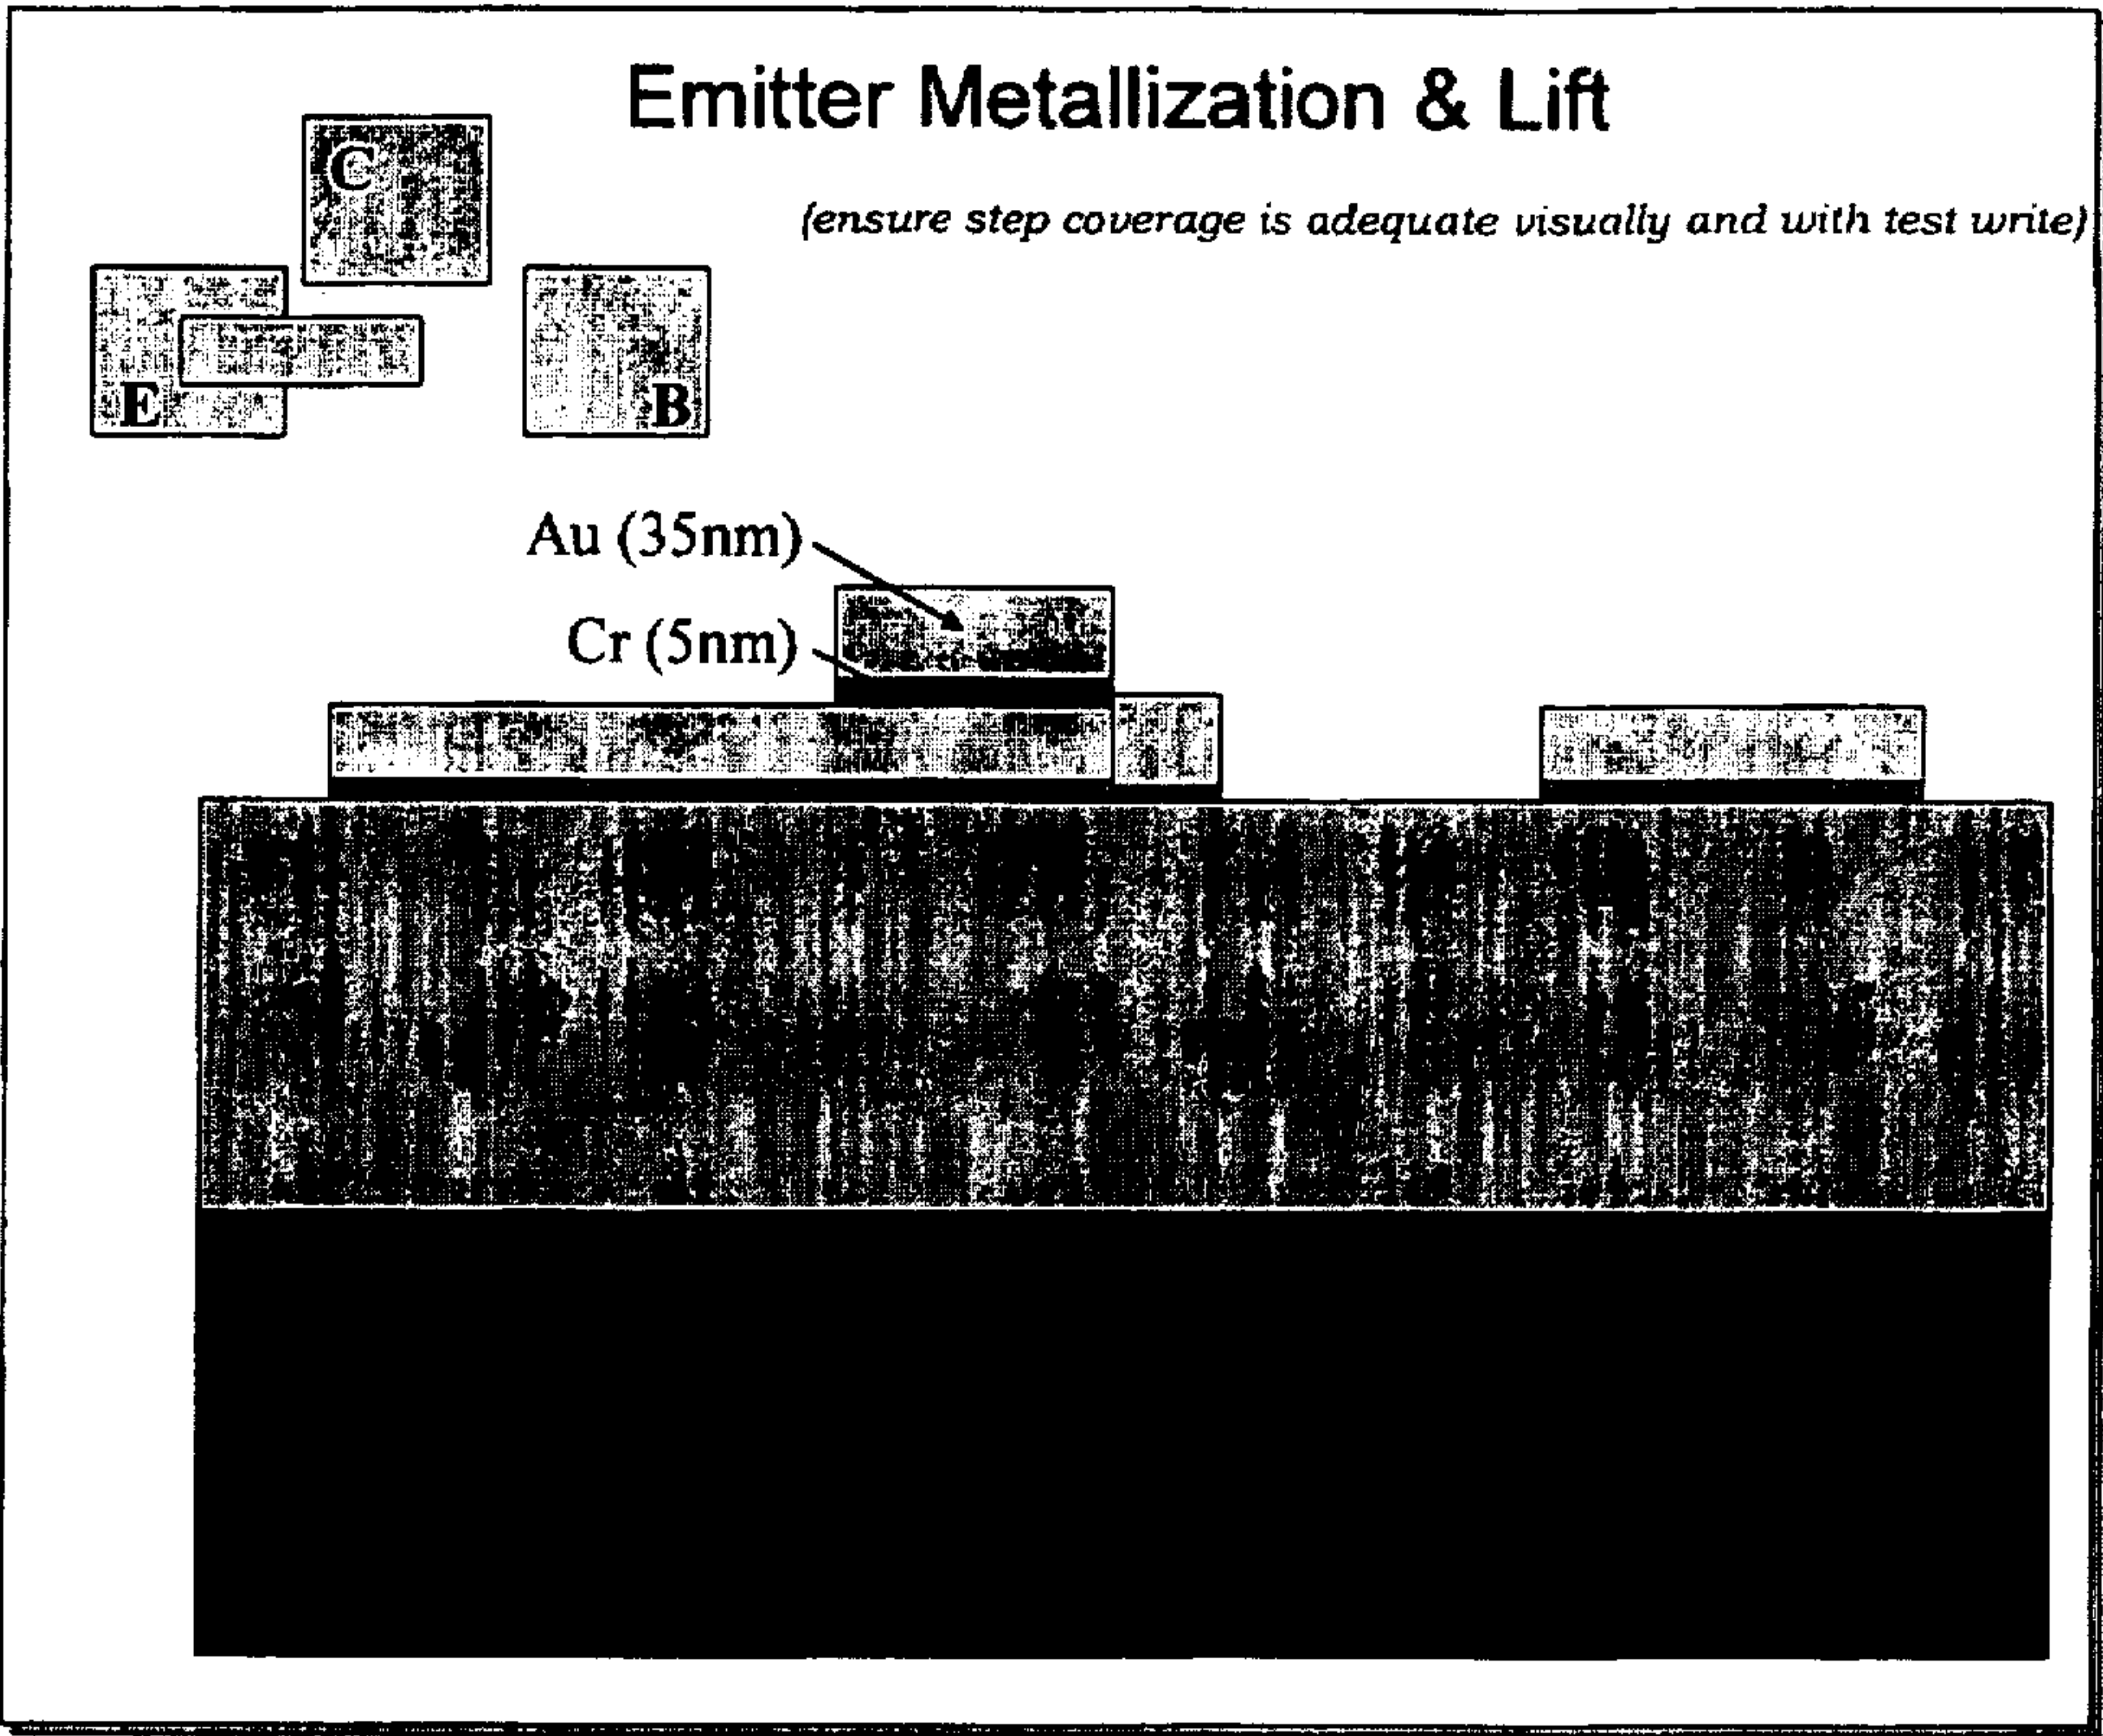 Emitter Metallization & Lift
(ensure step coverage is adequate visually and with test write)
C
E
B
Au (35nm)
Cr (5nm)